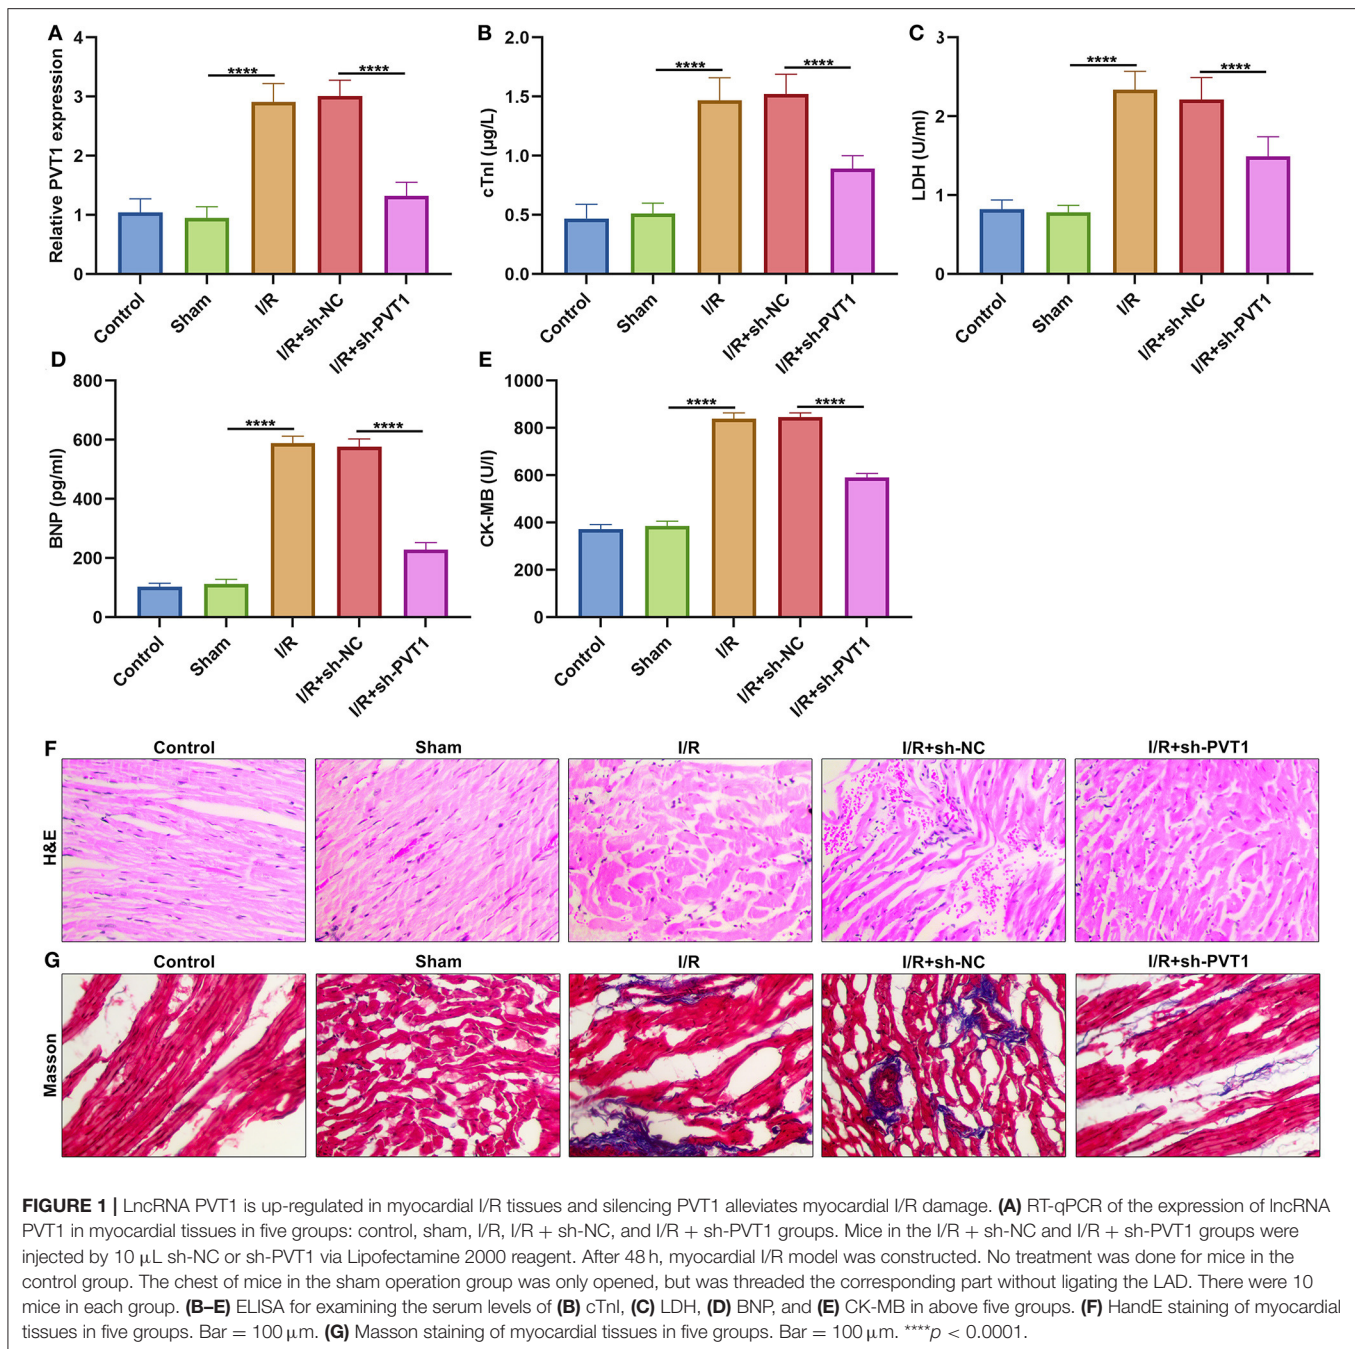 A
Relative PVT1 expression
4
3
2
1
0
****
****
Control
Sham
I/R
I/R+sh-NC
I/R+sh-PVT1
B
cTnI (μg/L)
2.0
1.5
1.0
0.5
0.0
****
****
Control
Sham
I/R
I/R+sh-NC
I/R+sh-PVT1
C
LDH (U/ml)
3
2
1
0
****
****
Control
Sham
I/R
I/R+sh-NC
I/R+sh-PVT1
D
BNP (pg/ml)
800
600
400
200
0
****
****
Control
Sham
I/R
I/R+sh-NC
I/R+sh-PVT1
E
CK-MB (U/l)
1000
800
600
400
200
0
****
****
Control
Sham
I/R
I/R+sh-NC
I/R+sh-PVT1
F
Control
Sham
I/R
I/R+sh-NC
I/R+sh-PVT1
H&E
G
Control
Sham
I/R
I/R+sh-NC
I/R+sh-PVT1
Masson
FIGURE 1 | LncRNA PVT1 is up-regulated in myocardial I/R tissues and silencing PVT1 alleviates myocardial I/R damage. (A) RT-qPCR of the expression of lncRNA
PVT1 in myocardial tissues in five groups: control, sham, I/R, I/R + sh-NC, and I/R + sh-PVT1 groups. Mice in the I/R + sh-NC and I/R + sh-PVT1 groups were
injected by 10 μL sh-NC or sh-PVT1 via Lipofectamine 2000 reagent. After 48 h, myocardial I/R model was constructed. No treatment was done for mice in the
control group. The chest of mice in the sham operation group was only opened, but was threaded the corresponding part without ligating the LAD. There were 10
mice in each group. (B–E) ELISA for examining the serum levels of (B) cTnI, (C) LDH, (D) BNP, and (E) CK-MB in above five groups. (F) HandE staining of myocardial
tissues in five groups. Bar = 100 μm. (G) Masson staining of myocardial tissues in five groups. Bar = 100 μm. ****p < 0.0001.